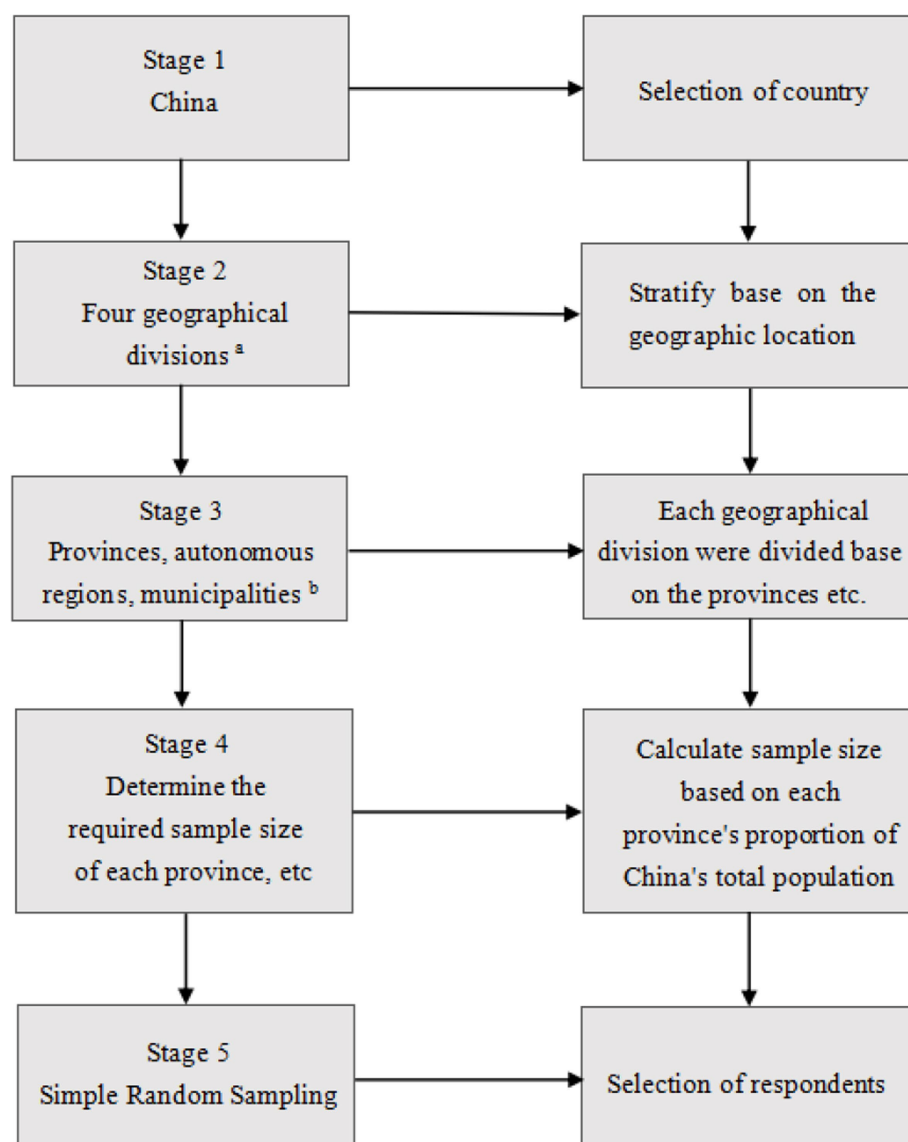 Stage 1
China
Selection of country
Stage 2
Four geographical
divisions a
Stratify base on the
geographic location
Stage 3
Provinces, autonomous
regions, municipalities b
Each geographical
division were divided base
on the provinces etc.
Stage 4
Determine the
required sample size
of each province, etc
Calculate sample size
based on each
province's proportion of
China's total population
Stage 5
Simple Random Sampling
Selection of respondents